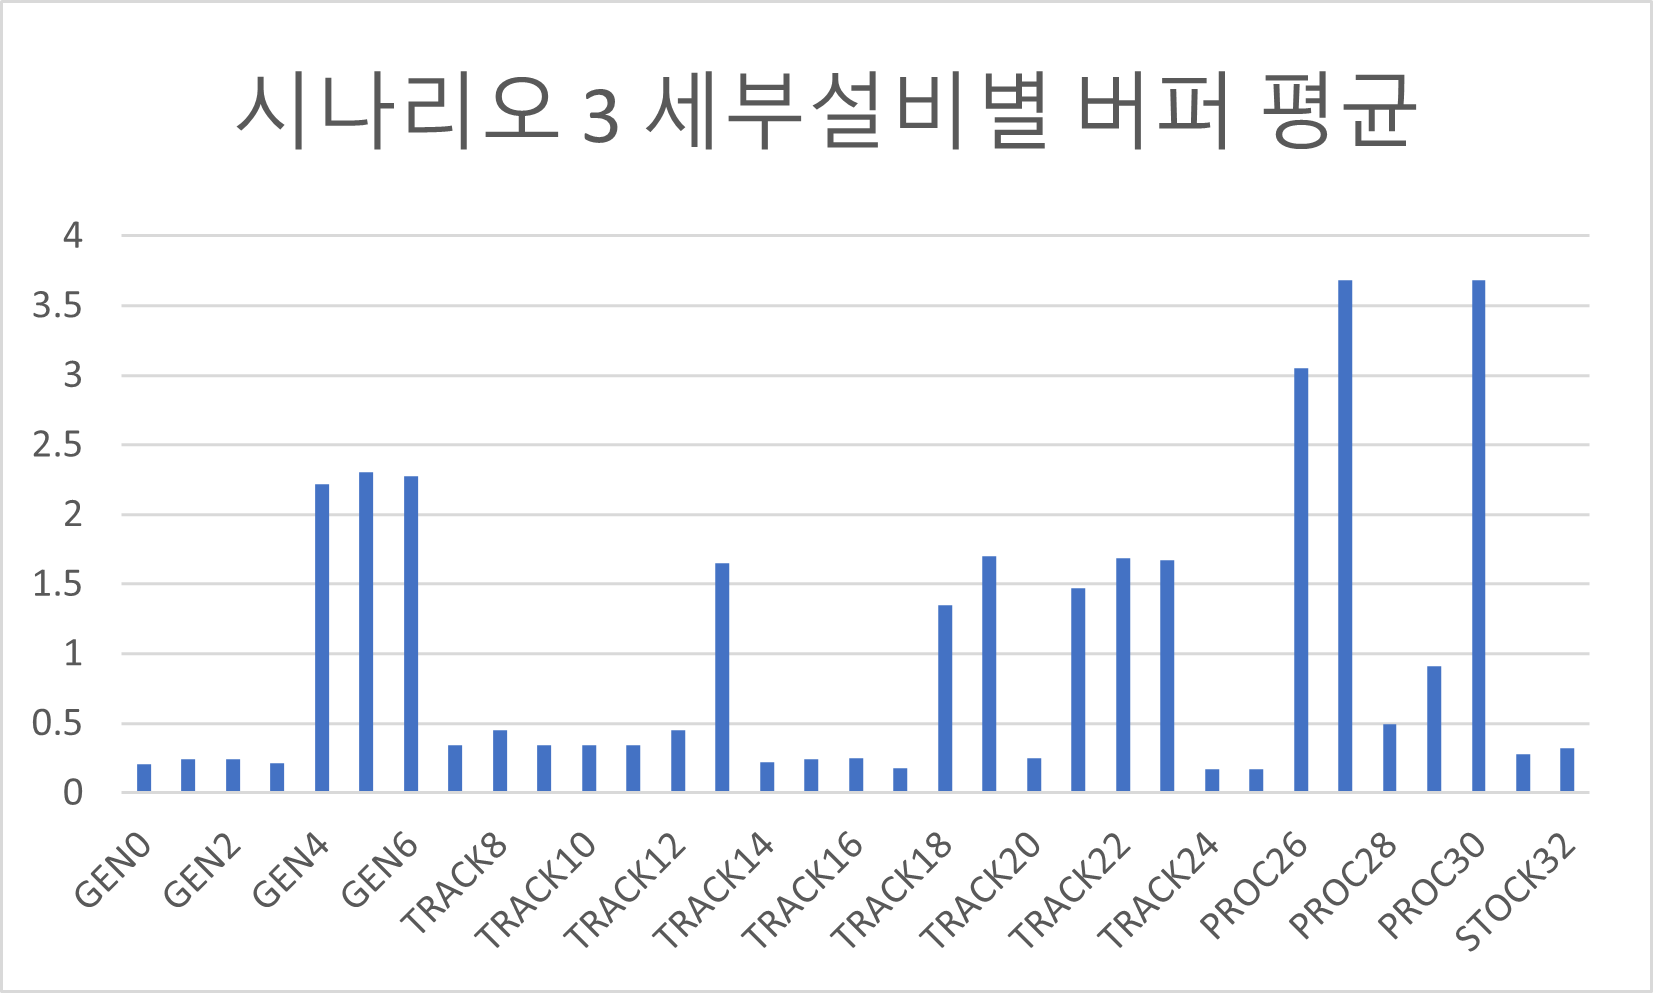 시나리오 3 세부설비별 버퍼 평균
4
3.5
3
2.5
2
1.5
1
0.5
0
GEN0
GEN2
GEN4
GEN6
TRACK8
TRACK10
TRACK12
TRACK14
TRACK16
TRACK18
TRACK20
TRACK22
TRACK24
PROC26
PROC28
PROC30
STOCK32